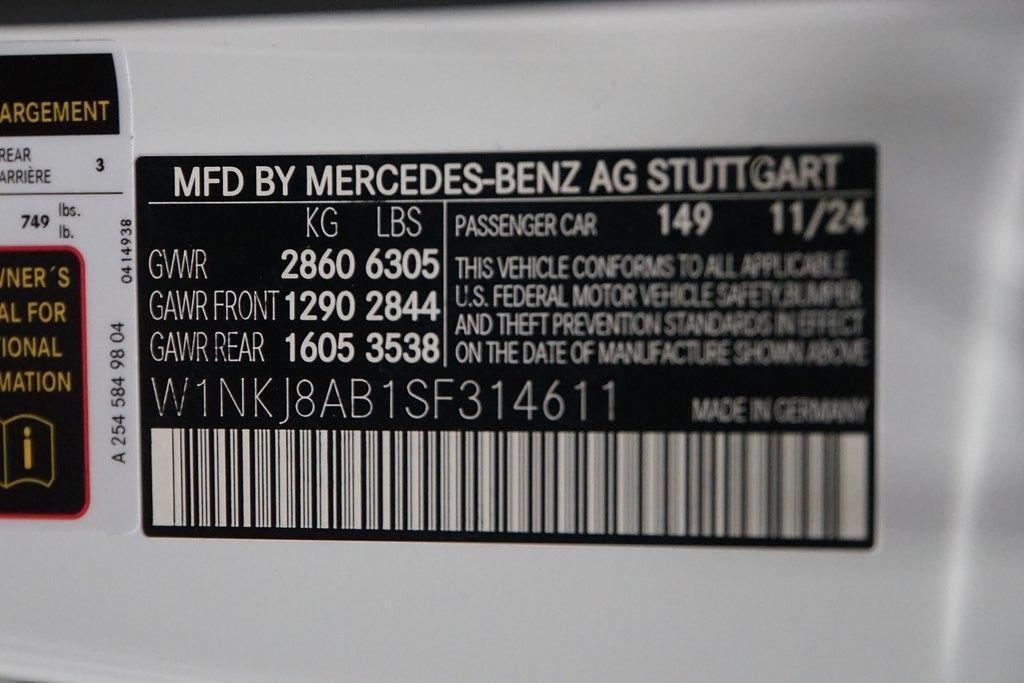 ARGEMENT
REAR
ARRIÈRE
3
749 lbs.
lb.
WNER´S
AL FOR
TIONAL
MATION
i
0414938
A 254 584 98 04
MFD BY MERCEDES-BENZ AG STUTTGART
KG LBS
GVWR 2860 6305
GAWR FRONT 1290 2844
GAWR REAR 1605 3538
PASSENGER CAR 149 11/24
THIS VEHICLE CONFORMS TO ALL APPLICABLE
U.S. FEDERAL MOTOR VEHICLE SAFETY,BUMPER
AND THEFT PREVENTION STANDARDS IN EFFECT
ON THE DATE OF MANUFACTURE SHOWN ABOVE
W1NKJ8AB1SF314611
MADE IN GERMANY